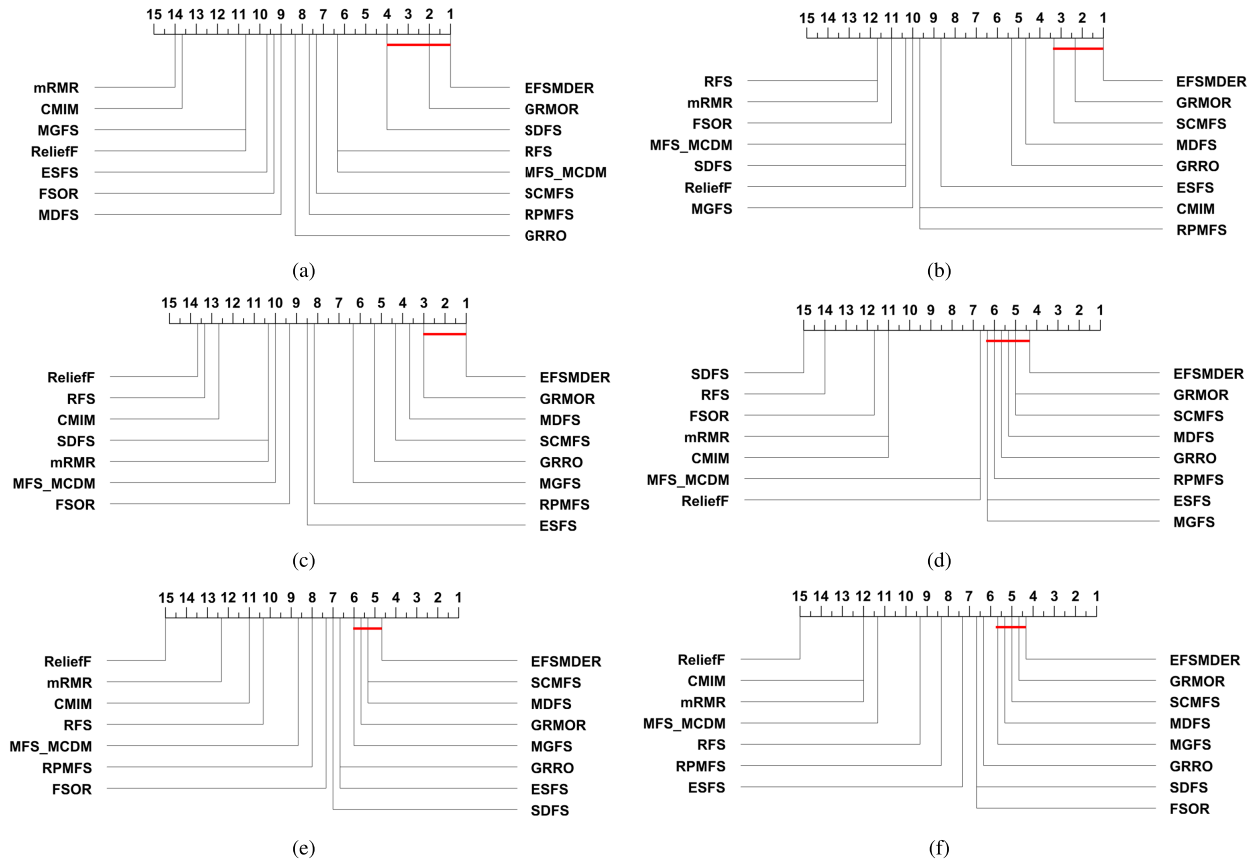 15 14 13 12 11 10 9 8 7 6 5 4 3 2 1
mRMR
CMIM
MGFS
ReliefF
ESFS
FSOR
MDFS
EFSMDER
GRMOR
SDFS
RFS
MFS_MCDM
SCMFS
RPMFS
GRRO
(a)
15 14 13 12 11 10 9 8 7 6 5 4 3 2 1
RFS
mRMR
FSOR
MFS_MCDM
SDFS
ReliefF
MGFS
EFSMDER
GRMOR
SCMFS
MDFS
GRRO
ESFS
CMIM
RPMFS
(b)
15 14 13 12 11 10 9 8 7 6 5 4 3 2 1
ReliefF
RFS
CMIM
SDFS
mRMR
MFS_MCDM
FSOR
EFSMDER
GRMOR
MDFS
SCMFS
GRRO
MGFS
RPMFS
ESFS
(c)
15 14 13 12 11 10 9 8 7 6 5 4 3 2 1
SDFS
RFS
FSOR
mRMR
CMIM
MFS_MCDM
ReliefF
EFSMDER
GRMOR
SCMFS
MDFS
GRRO
RPMFS
ESFS
MGFS
(d)
15 14 13 12 11 10 9 8 7 6 5 4 3 2 1
ReliefF
mRMR
CMIM
RFS
MFS_MCDM
RPMFS
FSOR
EFSMDER
SCMFS
MDFS
GRMOR
MGFS
GRRO
ESFS
SDFS
(e)
15 14 13 12 11 10 9 8 7 6 5 4 3 2 1
ReliefF
CMIM
mRMR
MFS_MCDM
RFS
RPMFS
ESFS
EFSMDER
GRMOR
SCMFS
MDFS
MGFS
GRRO
SDFS
FSOR
(f)